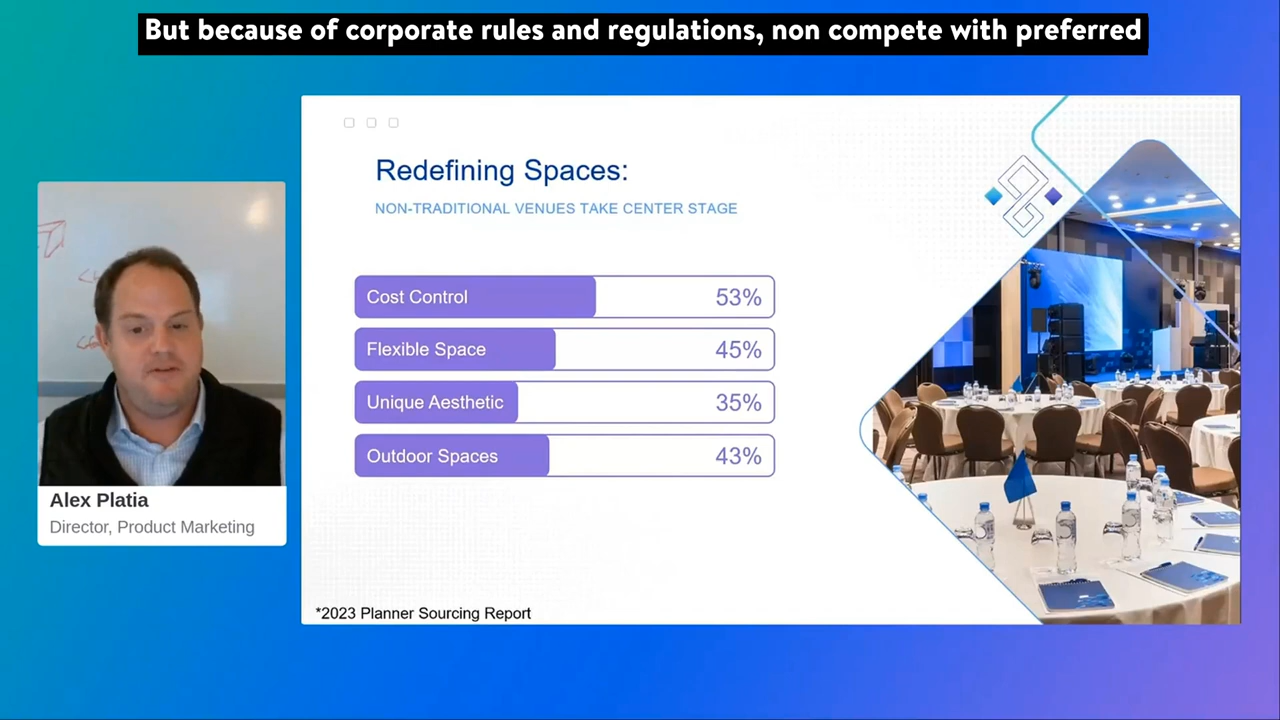 But because of corporate rules and regulations, non compete with preferred
Redefining Spaces:
NON-TRADITIONAL VENUES TAKE CENTER STAGE
Cost Control 53%
Flexible Space 45%
Unique Aesthetic 35%
Outdoor Spaces 43%
Alex Platia
Director, Product Marketing
*2023 Planner Sourcing Report